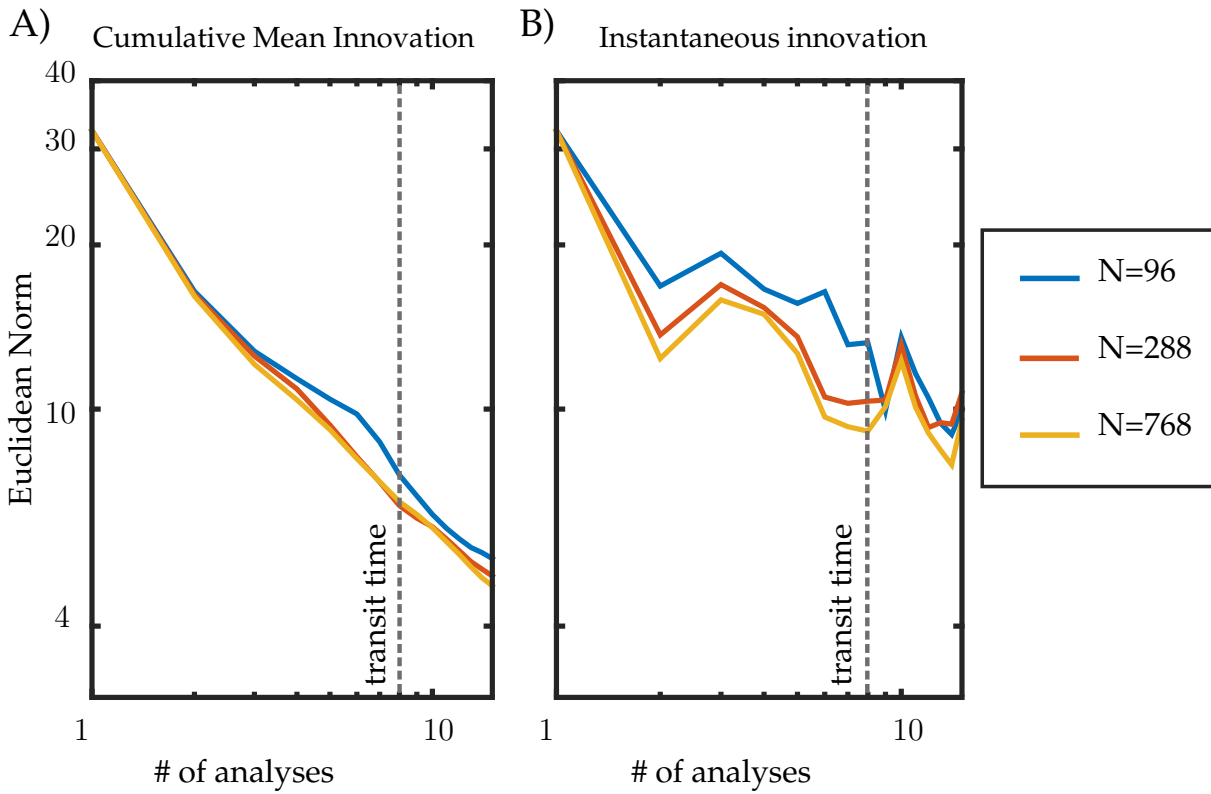 A)
Cumulative Mean Innovation
B)
Instantaneous innovation
40
30
20
10
4
Euclidean Norm
transit time
1
10
# of analyses
transit time
1
10
# of analyses
N=96
N=288
N=768